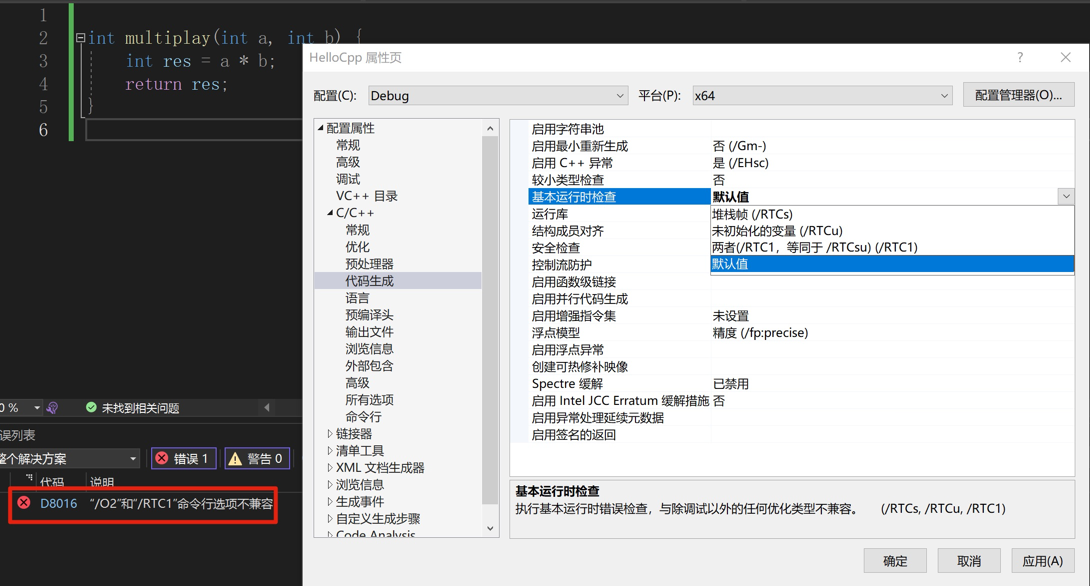 1
2 int multiplay(int a, int b) {
3 int res = a * b;
4 return res;
5 }
6
HelloCpp 属性页 ?
配置(C): Debug 平台(P): x64 配置管理器(O)...
配置属性
常规
高级
调试
VC++ 目录
C/C++
常规
优化
预处理器
代码生成
语言
预编译头
输出文件
浏览信息
外部包含
高级
所有选项
命令行
链接器
清单工具
XML 文档生成器
浏览信息
生成事件
自定义生成步骤
Code Analysis
启用字符串池
启用最小重新生成 否 (/Gm-)
启用 C++ 异常 是 (/EHsc)
较小类型检查 否
基本运行时检查 默认值
运行库 堆栈帧 (/RTCs)
结构成员对齐 未初始化的变量 (/RTCu)
安全检查 两者(/RTC1，等同于 /RTCsu) (/RTC1)
控制流防护 默认值
启用函数级链接
启用并行代码生成
启用增强指令集 未设置
浮点模型 精度 (/fp:precise)
启用浮点异常
创建可热修补映像
Spectre 缓解 已禁用
启用 Intel JCC Erratum 缓解措施 否
启用异常处理延续元数据
启用签名的返回
基本运行时检查
执行基本运行时错误检查，与除调试以外的任何优化类型不兼容。 (/RTCs, /RTCu, /RTC1)
确定 取消 应用(A)
0 % 未找到相关问题
误列表
整个解决方案 错误 1 警告 0
代码 说明
D8016 “/O2”和“/RTC1”命令行选项不兼容